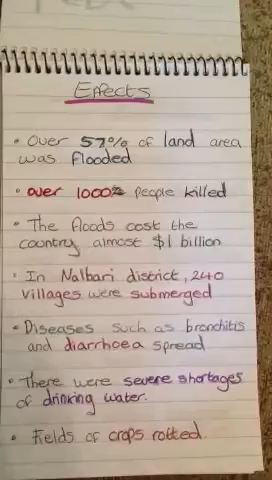 Effects
• Over 57% of land area
was flooded
• over 1000 people killed
• The floods cost the
country almost $1 billion
• In Nalbari district, 240
villages were submerged
• Diseases such as bronchitis
and diarrhoea spread
• There were severe shortages
of drinking water.
• Fields of crops rotted.